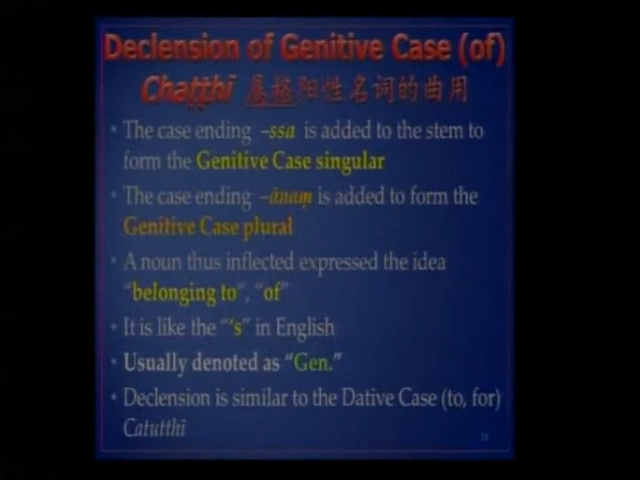 Declension of Genitive Case (of)
Chaṭṭhī 属格阳性名词的曲用
• The case ending –ssa is added to the stem to
form the Genitive Case singular
• The case ending –ānaṃ is added to form the
Genitive Case plural
• A noun thus inflected expressed the idea
“belonging to”, “of”
• It is like the “‘s” in English
• Usually denoted as “Gen.”
• Declension is similar to the Dative Case (to, for)
Catutthī